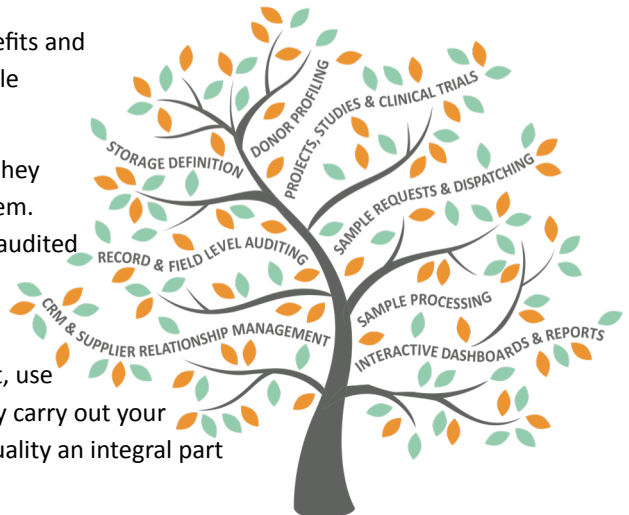 efits and
le
hey
em.
audited
t, use
y carry out your
uality an integral part
DONOR PROFILING
PROJECTS, STUDIES & CLINICAL TRIALS
STORAGE DEFINITION
SAMPLE REQUESTS & DISPATCHING
RECORD & FIELD LEVEL AUDITING
SAMPLE PROCESSING
CRM & SUPPLIER RELATIONSHIP MANAGEMENT
INTERACTIVE DASHBOARDS & REPORTS